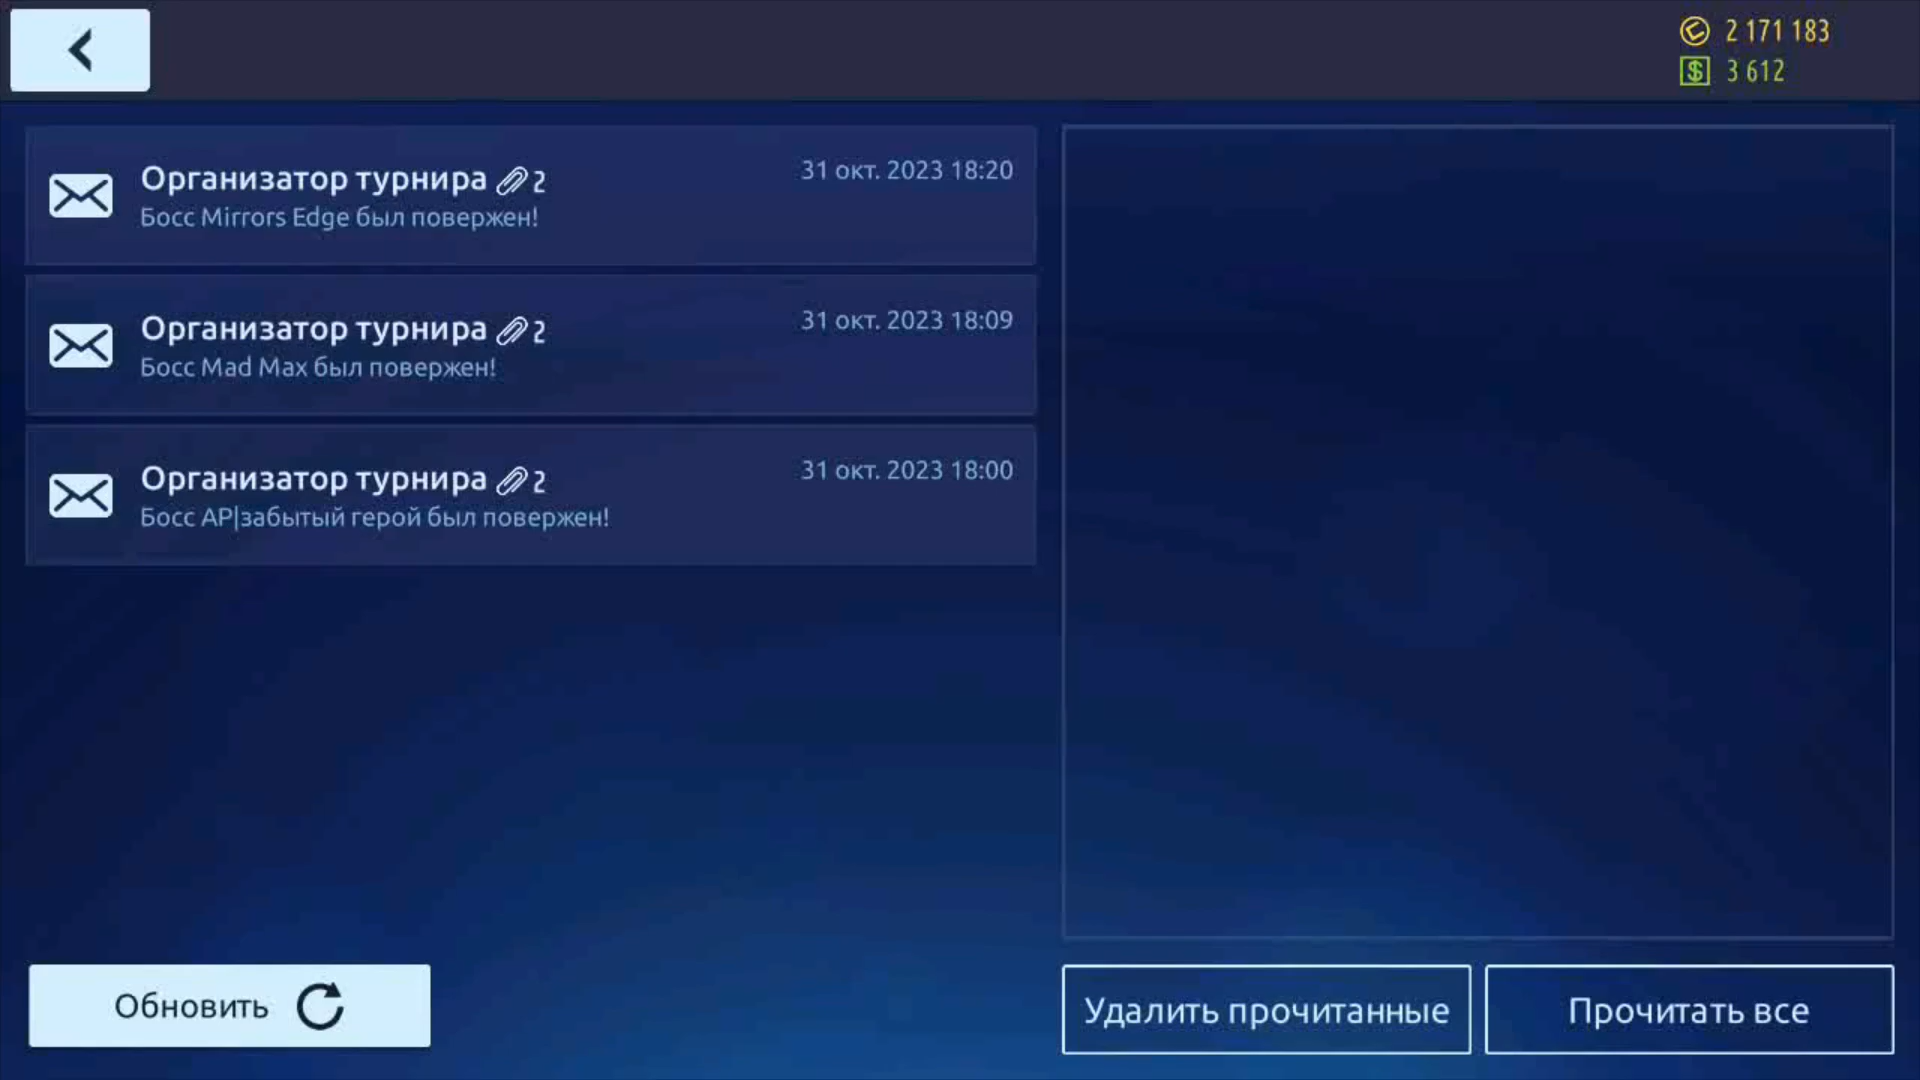 2 171 183
3 612
Организатор турнира 2
31 окт. 2023 18:20
Босс Mirrors Edge был повержен!
Организатор турнира 2
31 окт. 2023 18:09
Босс Mad Max был повержен!
Организатор турнира 2
31 окт. 2023 18:00
Босс AP|забытый герой был повержен!
Обновить
Удалить прочитанные
Прочитать все